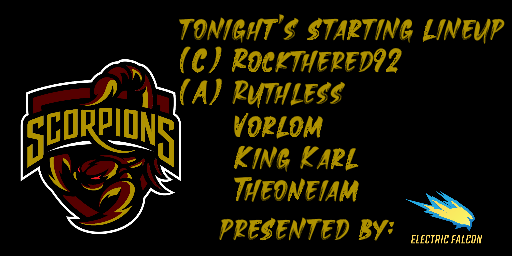 Tonight's Starting Lineup
(C) Rockthered92
(A) Ruthless
Vorlom
King Karl
Theoneiam
Presented by:
SCORPIONS
ELECTRIC FALCON